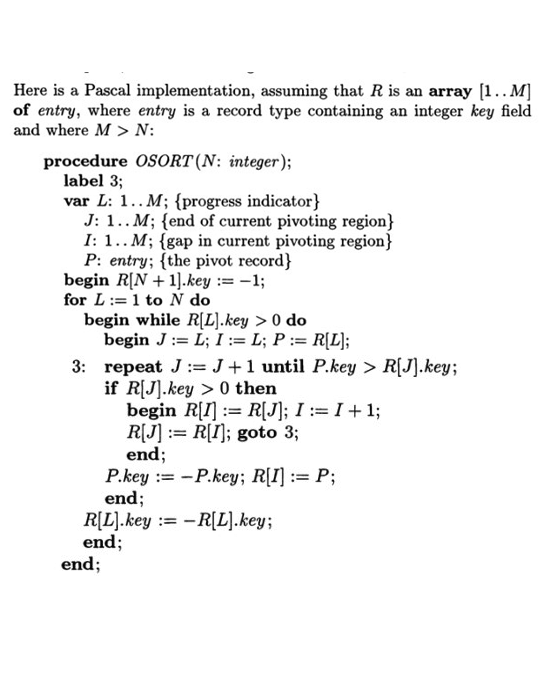 Here is a Pascal implementation, assuming that R is an array [1..M]
of entry, where entry is a record type containing an integer key field
and where M > N:
procedure OSORT(N: integer);
label 3;
var L: 1..M; {progress indicator}
J: 1..M; {end of current pivoting region}
I: 1..M; {gap in current pivoting region}
P: entry; {the pivot record}
begin R[N + 1].key := −1;
for L := 1 to N do
begin while R[L].key > 0 do
begin J := L; I := L; P := R[L];
3: repeat J := J + 1 until P.key > R[J].key;
if R[J].key > 0 then
begin R[I] := R[J]; I := I + 1;
R[J] := R[I]; goto 3;
end;
P.key := −P.key; R[I] := P;
end;
R[L].key := −R[L].key;
end;
end;